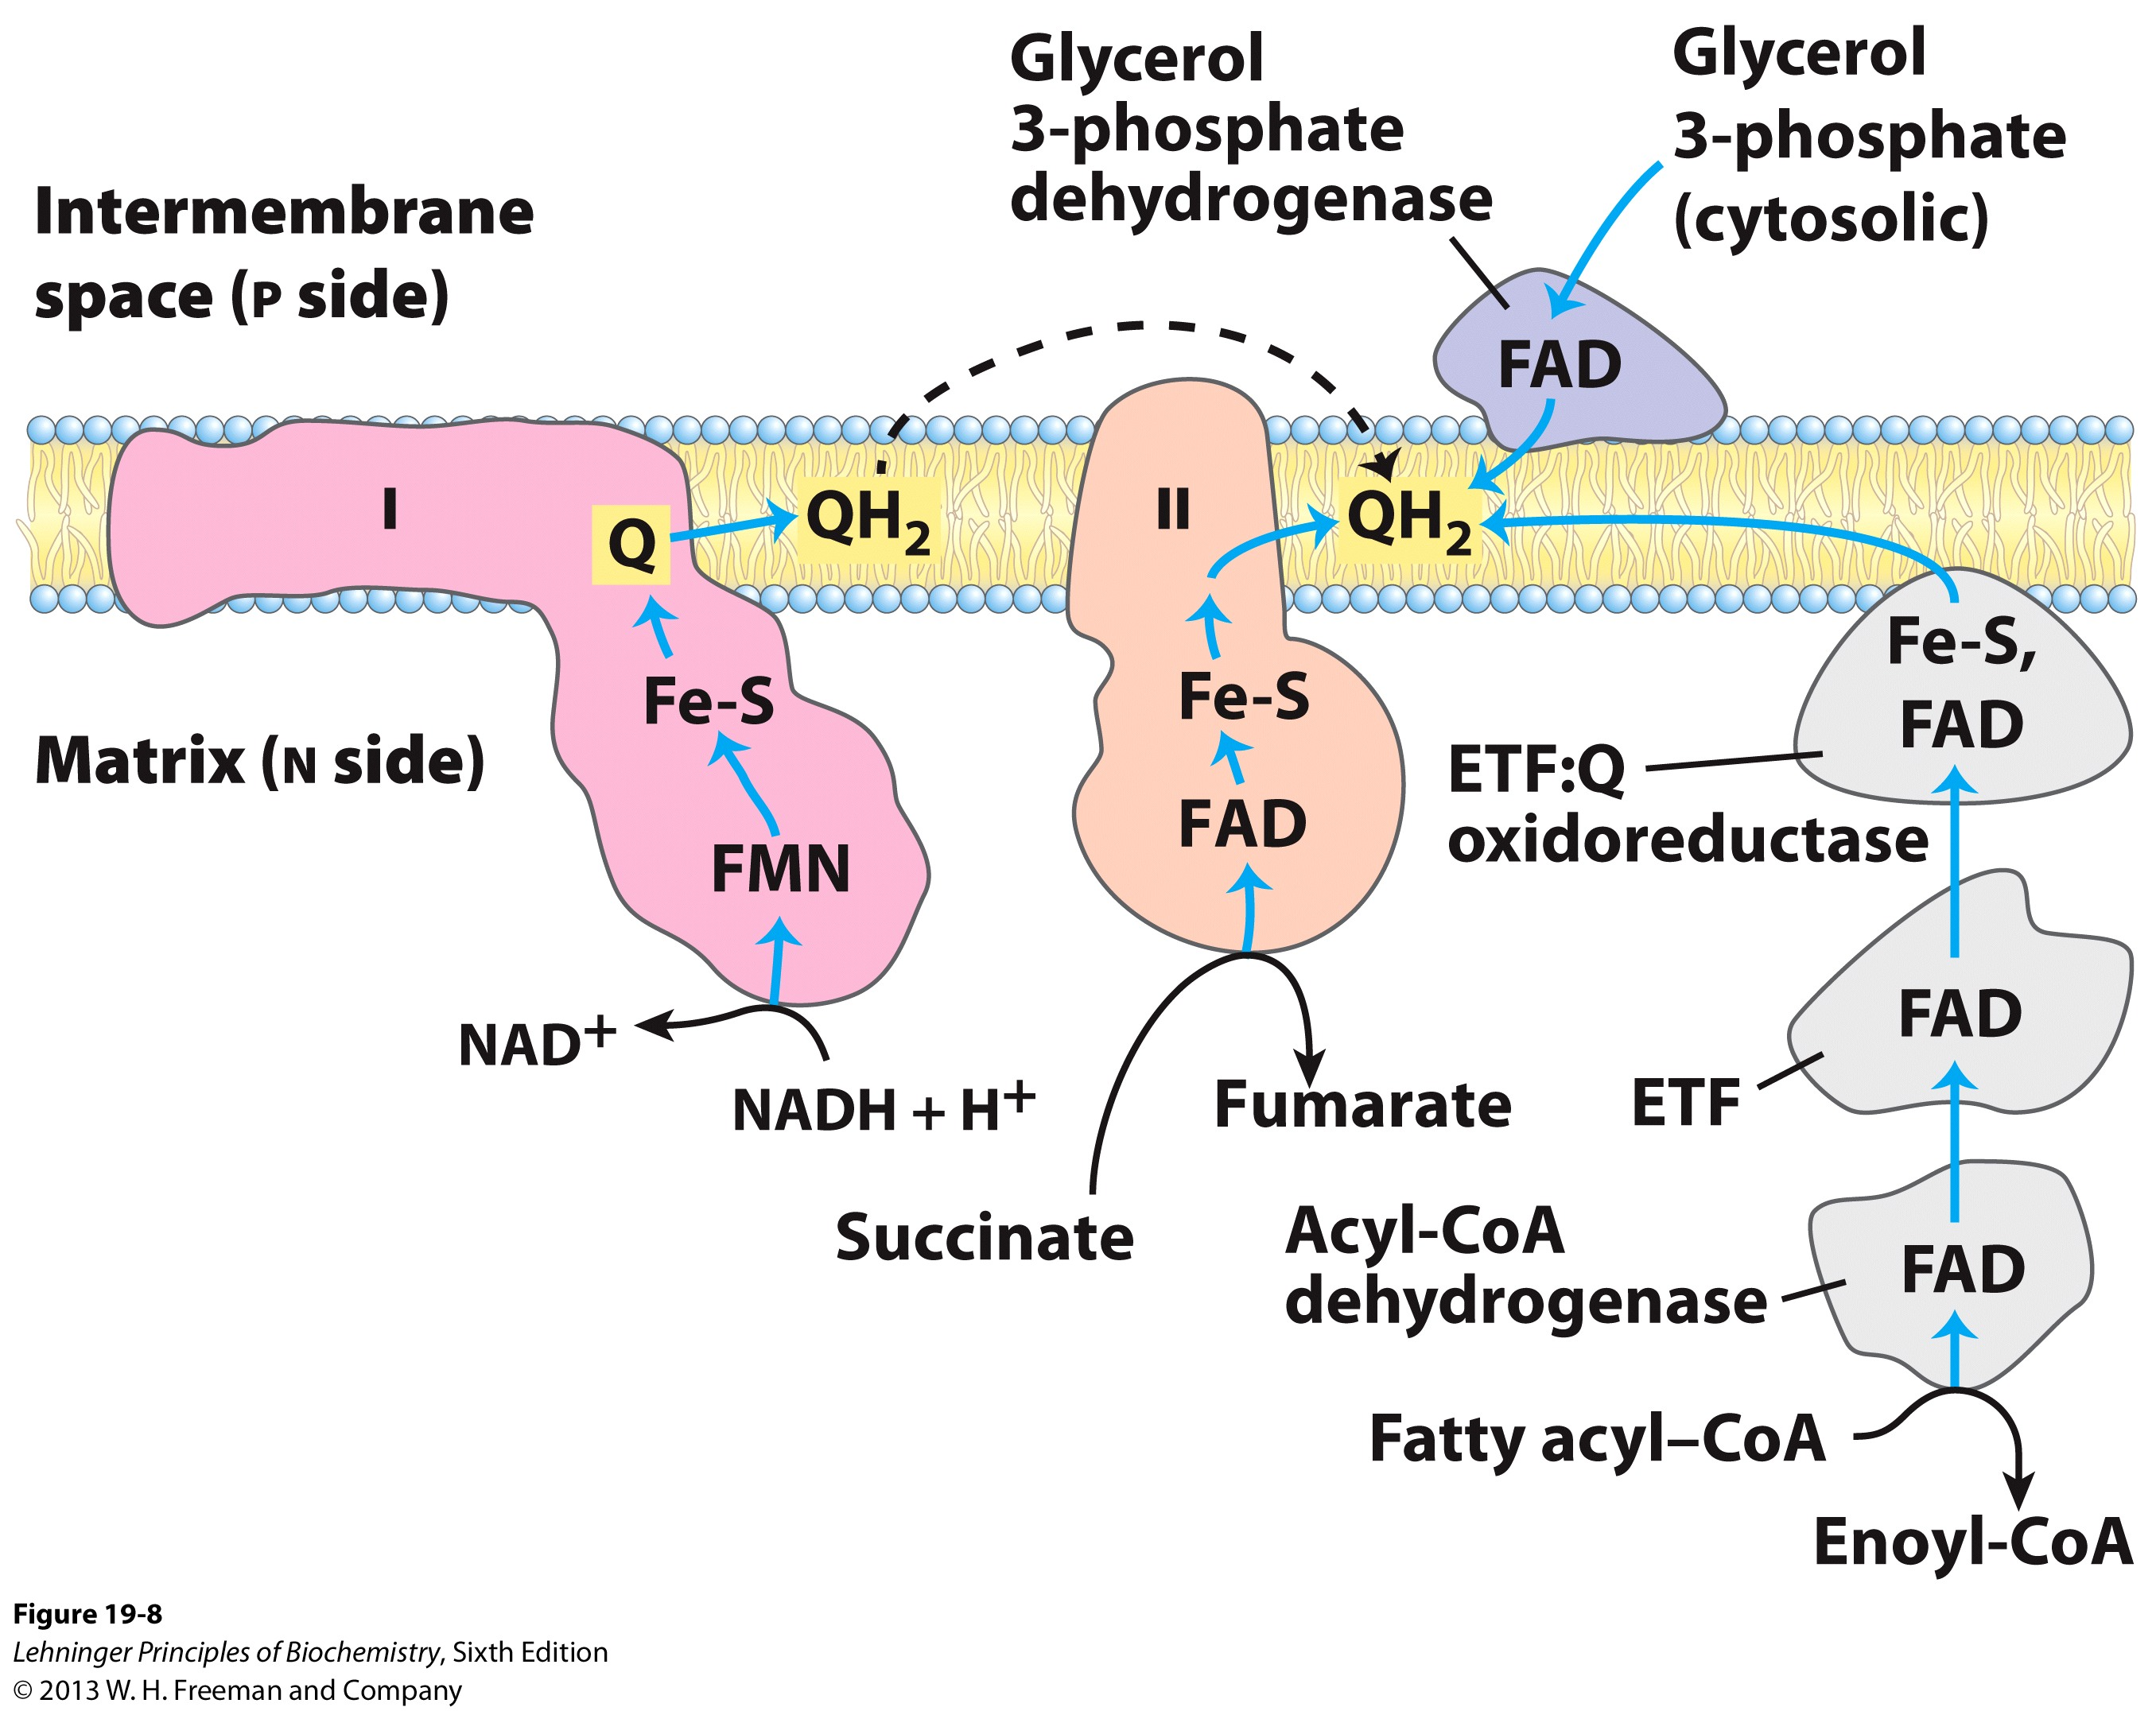 Glycerol
3-phosphate
dehydrogenase
Glycerol
3-phosphate
(cytosolic)
Intermembrane
space (P side)
FAD
I
Q
QH₂
II
QH₂
Fe-S
Fe-S
Fe-S,
FAD
Matrix (N side)
FMN
FAD
ETF:Q
oxidoreductase
FAD
NAD⁺
NADH + H⁺
Fumarate
ETF
Succinate
Acyl-CoA
dehydrogenase
FAD
Fatty acyl–CoA
Enoyl-CoA
Figure 19-8
Lehninger Principles of Biochemistry, Sixth Edition
© 2013 W. H. Freeman and Company